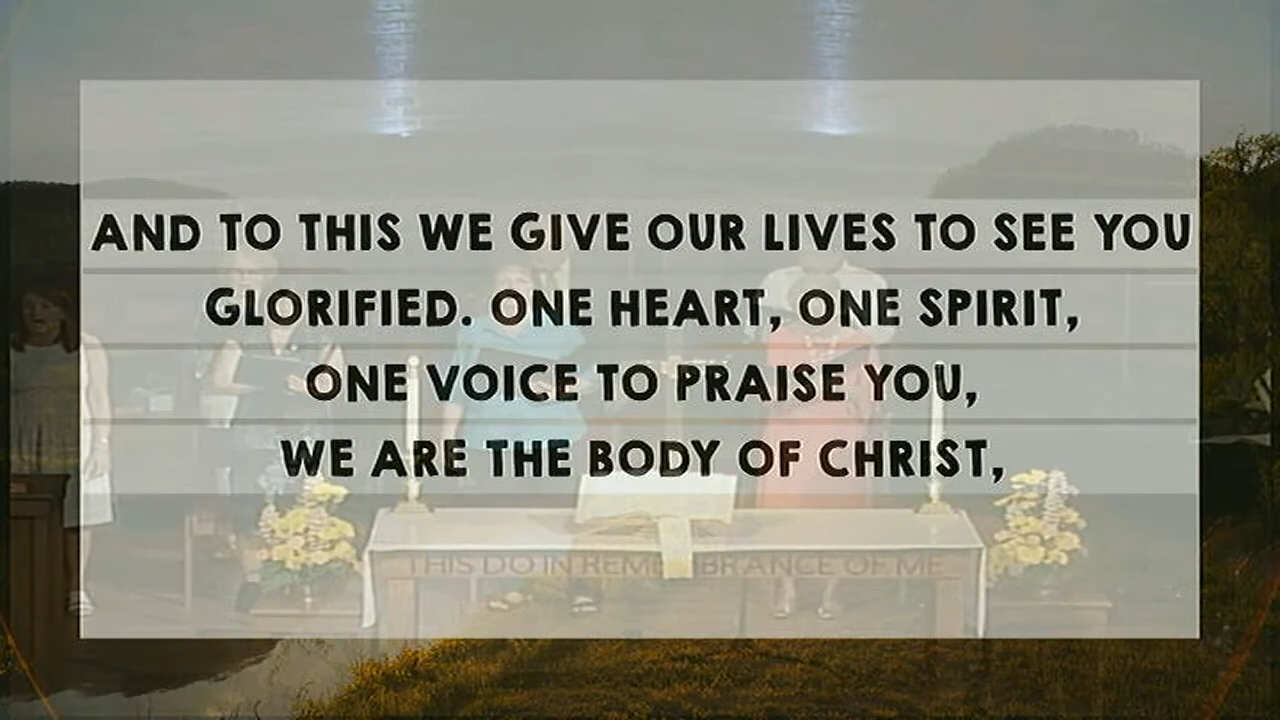 AND TO THIS WE GIVE OUR LIVES TO SEE YOU
GLORIFIED. ONE HEART, ONE SPIRIT,
ONE VOICE TO PRAISE YOU,
WE ARE THE BODY OF CHRIST,
THIS DO IN REMEMBRANCE OF ME